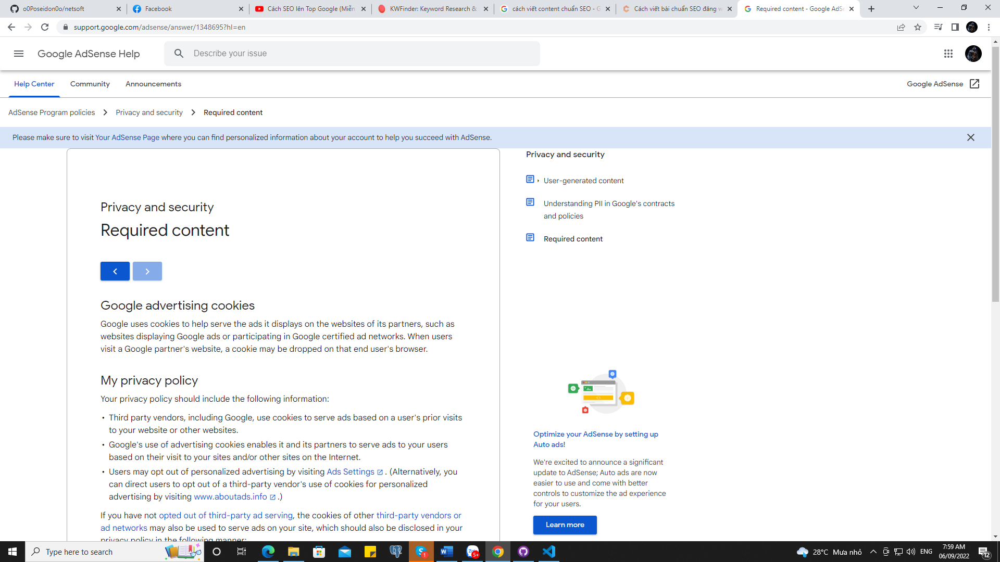 o0Poseidon0o/netsoft
Facebook
Cách SEO lên Top Google (Miễn
KWFinder: Keyword Research &
cách viết content chuẩn SEO - G
Cách viết bài chuẩn SEO đăng w
Required content - Google AdSe
support.google.com/adsense/answer/1348695?hl=en
Google AdSense Help
Describe your issue
Help Center
Community
Announcements
Google AdSense
AdSense Program policies
Privacy and security
Required content
Please make sure to visit Your AdSense Page where you can find personalized information about your account to help you succeed with AdSense.
Privacy and security
Required content
Google advertising cookies
Google uses cookies to help serve the ads it displays on the websites of its partners, such as
websites displaying Google ads or participating in Google certified ad networks. When users
visit a Google partner's website, a cookie may be dropped on that end user's browser.
My privacy policy
Your privacy policy should include the following information:
• Third party vendors, including Google, use cookies to serve ads based on a user's prior visits
to your website or other websites.
• Google's use of advertising cookies enables it and its partners to serve ads to your users
based on their visit to your sites and/or other sites on the Internet.
• Users may opt out of personalized advertising by visiting Ads Settings . (Alternatively, you
can direct users to opt out of a third-party vendor's use of cookies for personalized
advertising by visiting www.aboutads.info .)
If you have not opted out of third-party ad serving, the cookies of other third-party vendors or
ad networks may also be used to serve ads on your site, which should also be disclosed in your
privacy policy in the following manner:
Privacy and security
User-generated content
Understanding PII in Google's contracts
and policies
Required content
Optimize your AdSense by setting up
Auto ads!
We're excited to announce a significant
update to AdSense; Auto ads are now
easier to use and come with better
controls to customize the ad experience
for your users.
Learn more
Type here to search
1
5+
28°C Mưa nhỏ
ENG
7:59 AM
06/09/2022
12